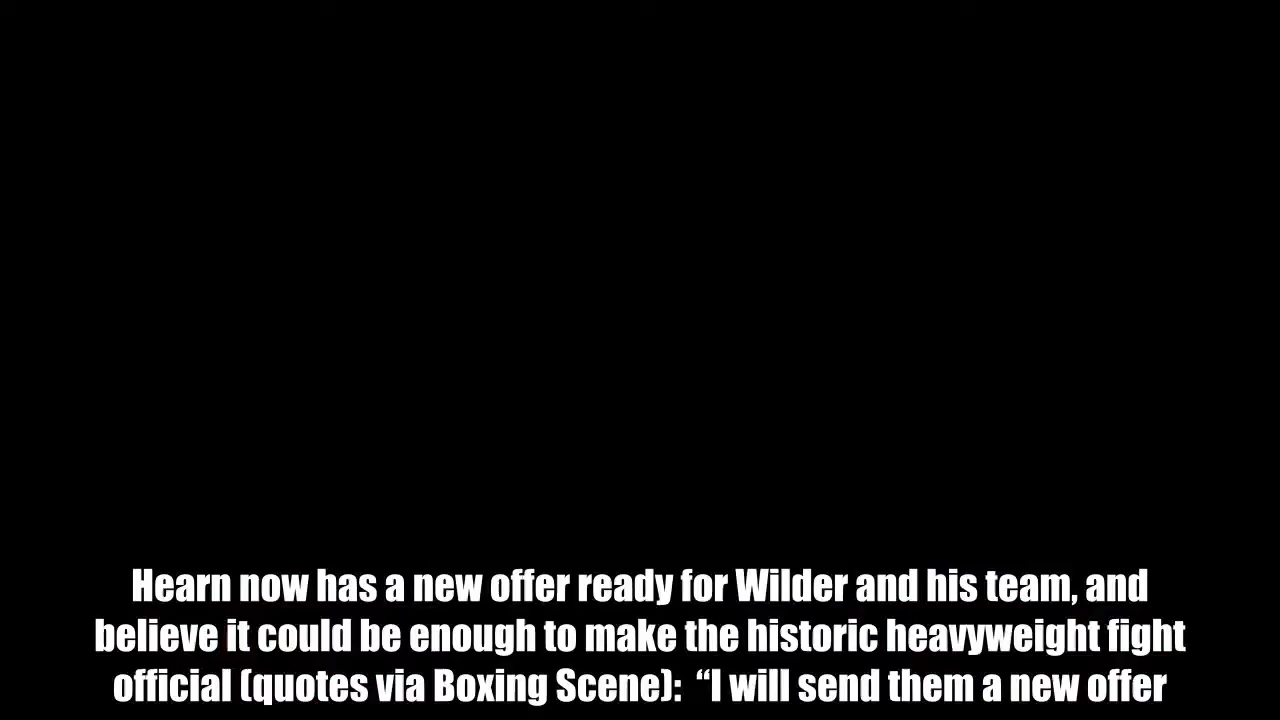 Hearn now has a new offer ready for Wilder and his team, and
believe it could be enough to make the historic heavyweight fight
official (quotes via Boxing Scene):  “I will send them a new offer